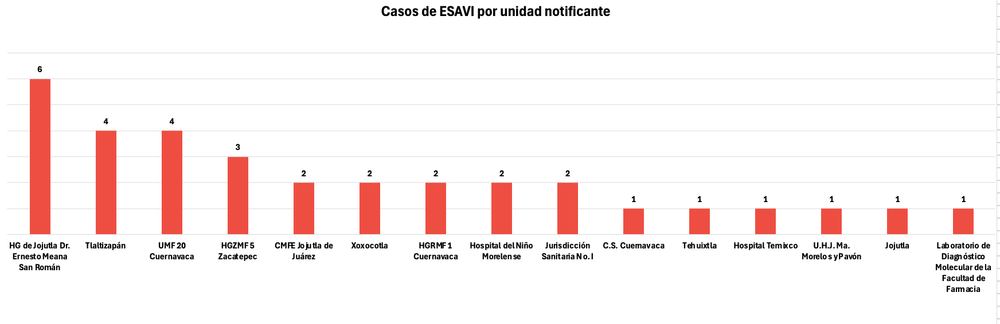 Casos de ESAVI por unidad notificante
6
4
4
3
2
2
2
2
2
1
1
1
1
1
1
HG de Jojutla Dr.
Ernesto Meana
San Román
Tlaltizapán
UMF 20
Cuernavaca
HGZMF 5
Zacatepec
CMFE Jojutla de
Juárez
Xoxocotla
HGRMF 1
Cuernavaca
Hospital del Niño
Morelense
Jurisdicción
Sanitaria No. I
C.S. Cuernavaca
Tehuixtla
Hospital Temixco
U.H.J. Ma.
Morelos y Pavón
Jojutla
Laboratorio de
Diagnóstico
Molecular de la
Facultad de
Farmacia